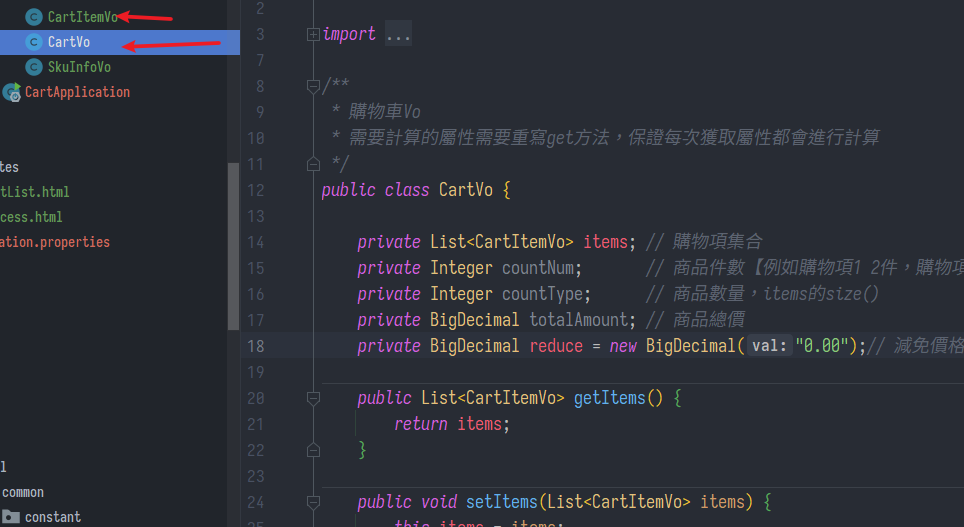 CartItemVo
CartVo
SkuInfoVo
CartApplication
tes
tList.html
cess.html
ation.properties
l
common
constant
2
3 import ...
7
8 /**
9 * 購物車Vo
10 * 需要計算的屬性需要重寫get方法，保證每次獲取屬性都會進行計算
11 */
12 public class CartVo {
13
14 private List<CartItemVo> items; // 購物項集合
15 private Integer countNum; // 商品件數【例如購物項1 2件，購物項
16 private Integer countType; // 商品數量，items的size()
17 private BigDecimal totalAmount; // 商品總價
18 private BigDecimal reduce = new BigDecimal( val: "0.00");// 減免價格
19
20 public List<CartItemVo> getItems() {
21 return items;
22 }
23
24 public void setItems(List<CartItemVo> items) {
25 this.items = items;